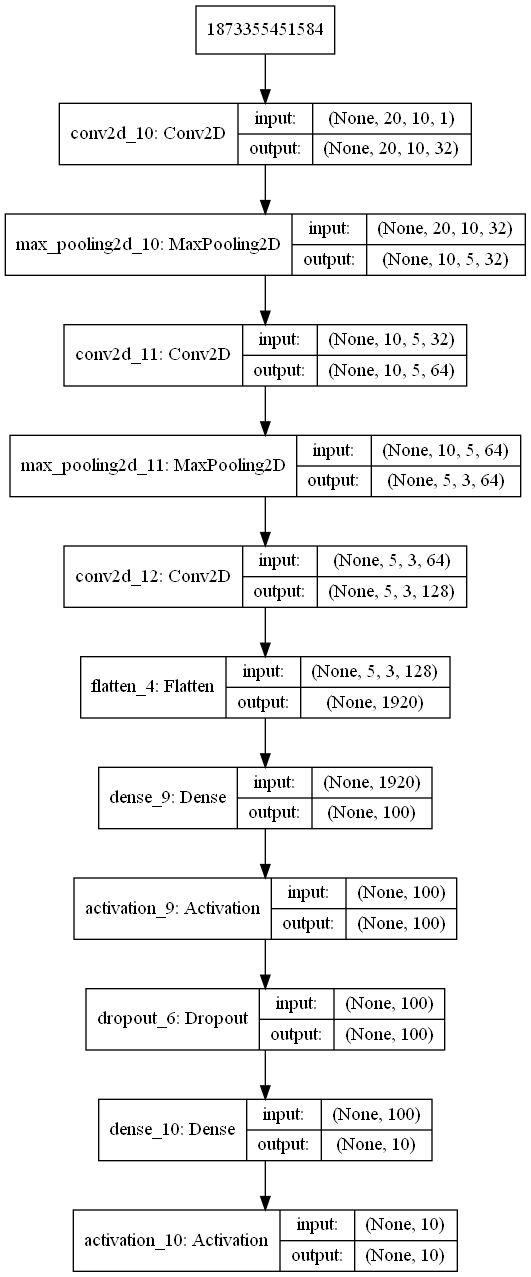 1873355451584
conv2d_10: Conv2D
input:
(None, 20, 10, 1)
output:
(None, 20, 10, 32)
max_pooling2d_10: MaxPooling2D
input:
(None, 20, 10, 32)
output:
(None, 10, 5, 32)
conv2d_11: Conv2D
input:
(None, 10, 5, 32)
output:
(None, 10, 5, 64)
max_pooling2d_11: MaxPooling2D
input:
(None, 10, 5, 64)
output:
(None, 5, 3, 64)
conv2d_12: Conv2D
input:
(None, 5, 3, 64)
output:
(None, 5, 3, 128)
flatten_4: Flatten
input:
(None, 5, 3, 128)
output:
(None, 1920)
dense_9: Dense
input:
(None, 1920)
output:
(None, 100)
activation_9: Activation
input:
(None, 100)
output:
(None, 100)
dropout_6: Dropout
input:
(None, 100)
output:
(None, 100)
dense_10: Dense
input:
(None, 100)
output:
(None, 10)
activation_10: Activation
input:
(None, 10)
output:
(None, 10)